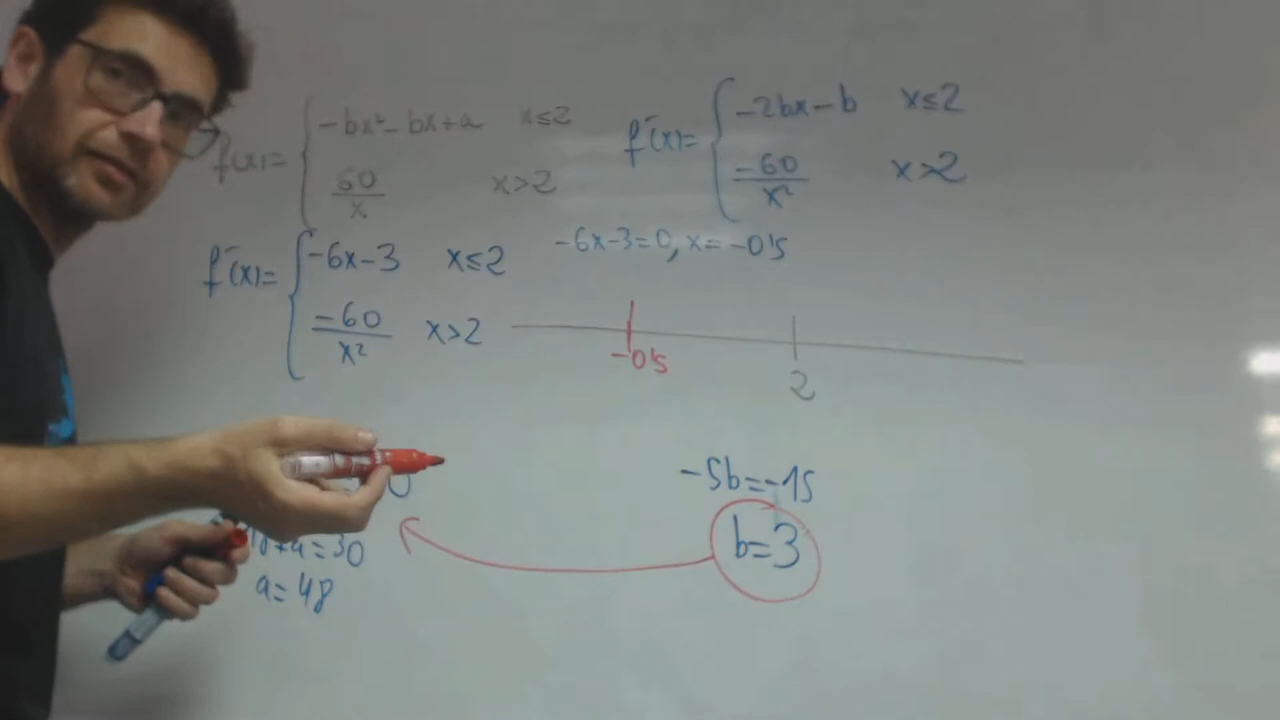 f(x)= { -bx²-bx+a x≤2
60/x x>2
f'(x)= { -2bx-b x≤2
-60/x² x>2
f'(x)= { -6x-3 x≤2
-60/x² x>2
-6x-3=0, x=-0'5
-0'5
2
-5b=-15
b=3
=30
a=48